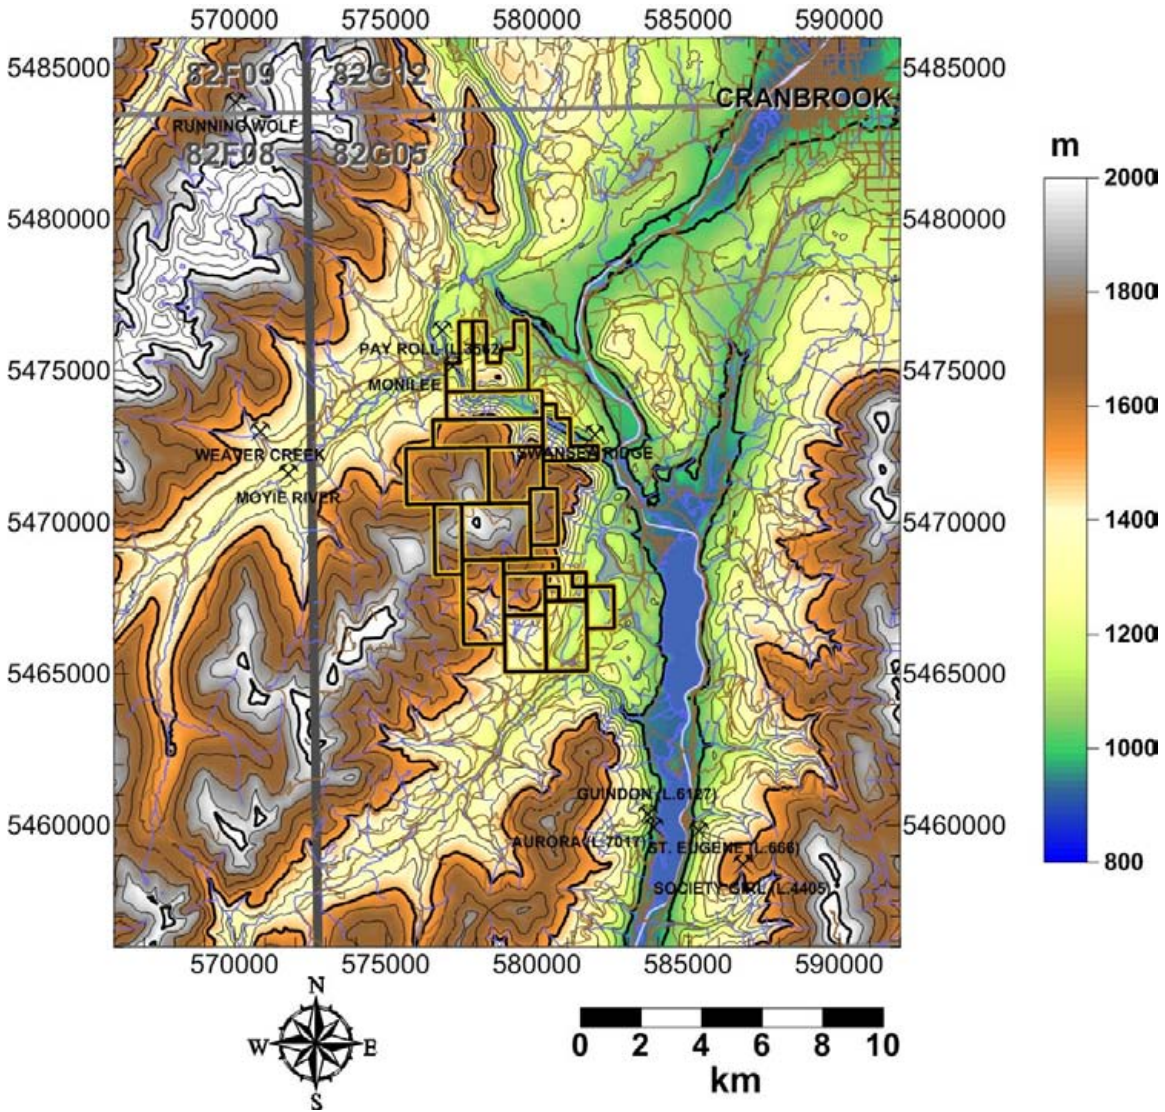 570000 575000 580000 585000 590000
5485000 5485000
82F09 82G12
CRANBROOK
RUNNING WOLF
82F08 82G05
m
2000
5480000 5480000
1800
PAY ROLL (L.3562)
5475000 5475000
MONILEE
1600
WEAVER CREEK SWANSEA RIDGE
MOYIE RIVER
5470000 5470000
1400
1200
5465000 5465000
1000
GUINDON (L.6127)
5460000 5460000
AURORA (L.7017) ST. EUGENE (L.666)
800
SOCIETY GIRL (L.4405)
570000 575000 580000 585000 590000
N
W E
S
0 2 4 6 8 10
km